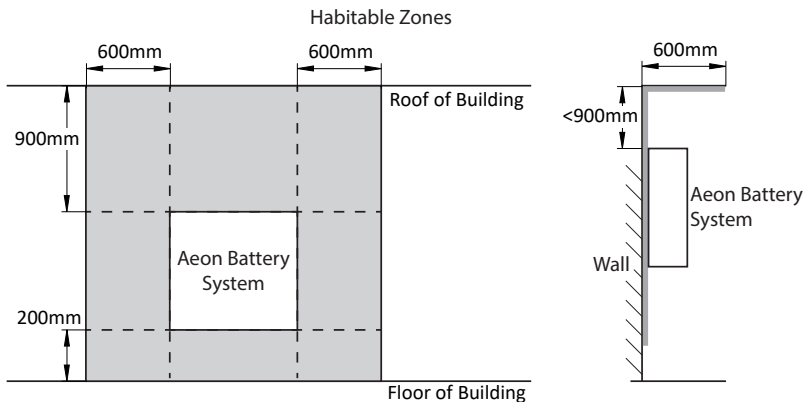 Habitable Zones
600mm
600mm
600mm
Roof of Building
900mm
<900mm
Aeon Battery
System
Aeon Battery
System
Wall
200mm
Floor of Building